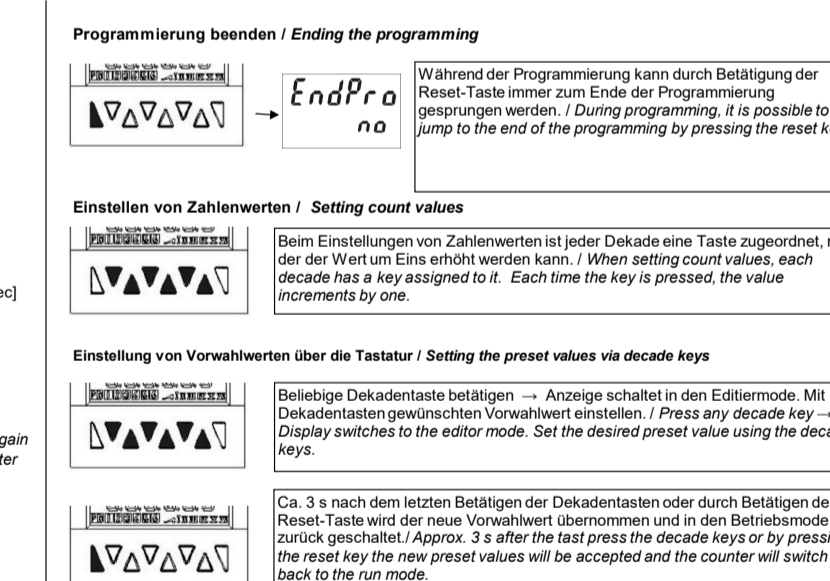 Programmierung beenden / Ending the programming
EndPro
no
Während der Programmierung kann durch Betätigung der
Reset-Taste immer zum Ende der Programmierung
gesprungen werden. / During programming, it is possible to
jump to the end of the programming by pressing the reset
Einstellen von Zahlenwerten / Setting count values
Beim Einstellungen von Zahlenwerten ist jeder Dekade eine Taste zugeordnet,
der der Wert um Eins erhöht werden kann. / When setting count values, each
decade has a key assigned to it. Each time the key is pressed, the value
increments by one.
ec]
Einstellung von Vorwahlwerten über die Tastatur / Setting the preset values via decade keys
Beliebige Dekadentaste betätigen → Anzeige schaltet in den Editiermode. Mit
Dekadentasten gewünschten Vorwahlwert einstellen. / Press any decade key →
Display switches to the editor mode. Set the desired preset value using the deca
keys.
gain
ter
Ca. 3 s nach dem letzten Betätigen der Dekadentasten oder durch Betätigen de
Reset-Taste wird der neue Vorwahlwert übernommen und in den Betriebsmode
zurück geschaltet./ Approx. 3 s after the tast press the decade keys or by pressi
the reset key the new preset values will be accepted and the counter will switch
back to the run mode.